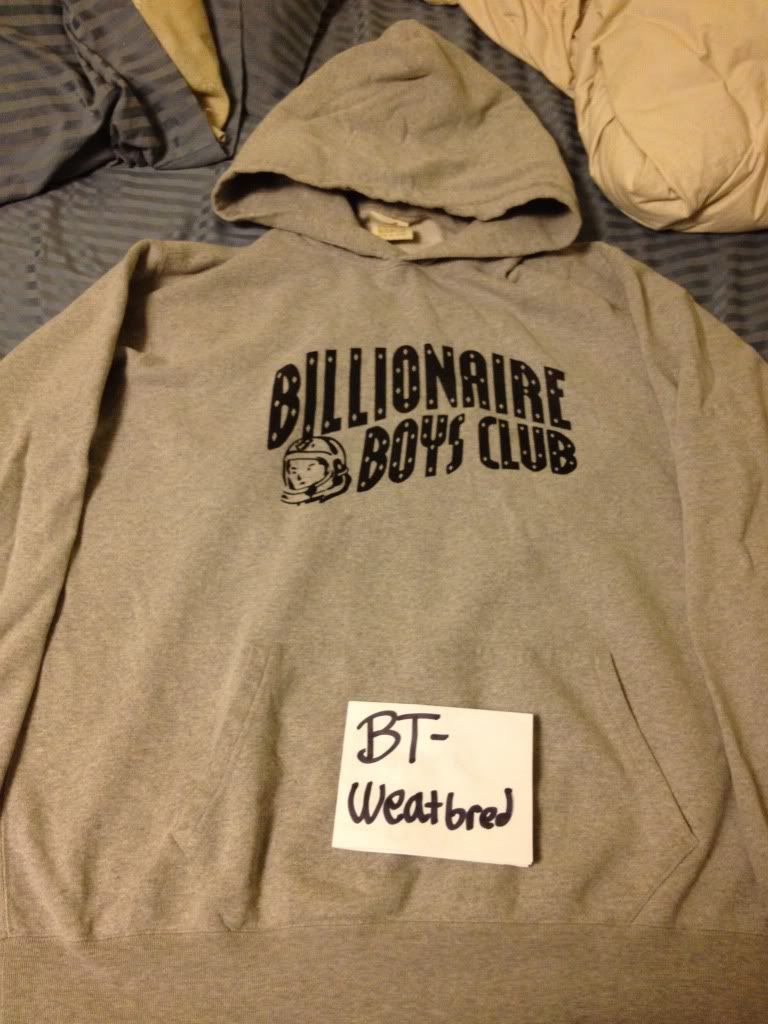 BILLIONAIRE
BOYS CLUB
BT-
Weatbred